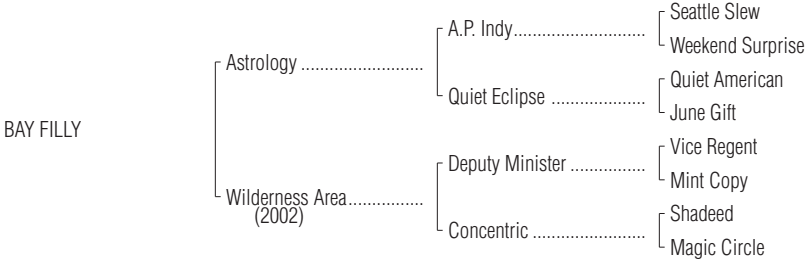 Seattle Slew
A.P. Indy..............................
Weekend Surprise
Astrology ............................
Quiet American
Quiet Eclipse .....................
June Gift
BAY FILLY
Vice Regent
Deputy Minister .................
Mint Copy
Wilderness Area.................
(2002)
Shadeed
Concentric ..........................
Magic Circle